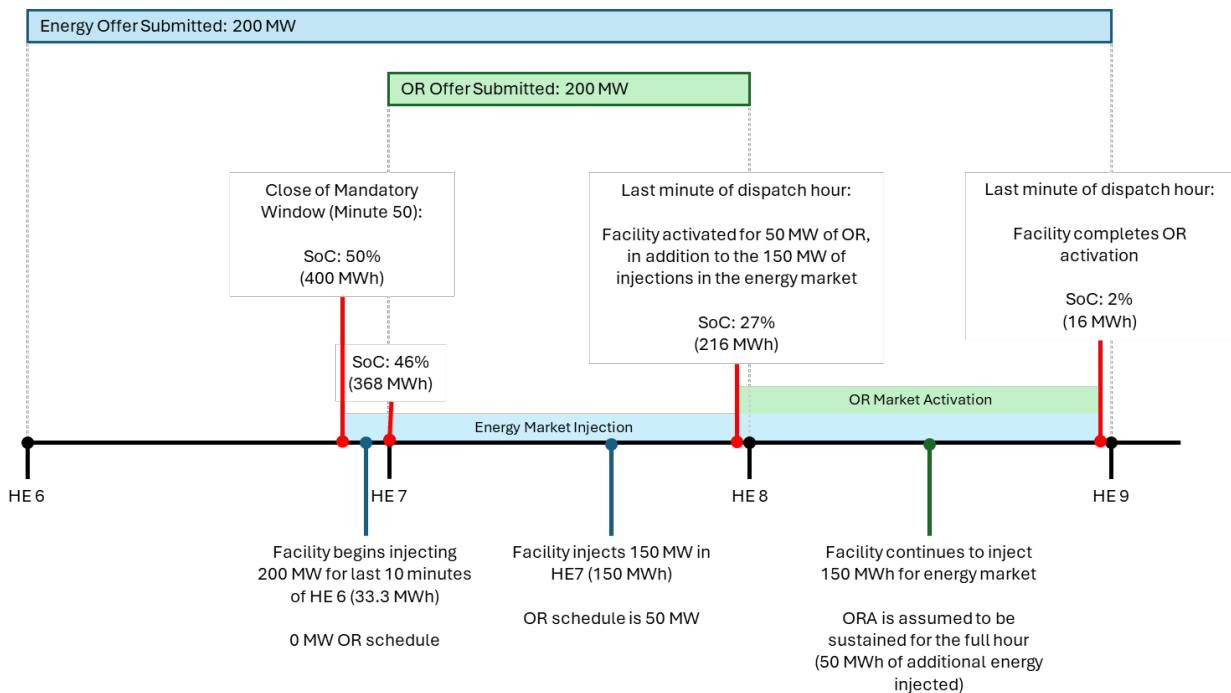 Energy Offer Submitted: 200 MW
OR Offer Submitted: 200 MW
Close of Mandatory
Window (Minute 50):
SoC: 50%
(400 MWh)
SoC: 46%
(368 MWh)
Last minute of dispatch hour:
Facility activated for 50 MW of OR,
in addition to the 150 MW of
injections in the energy market
SoC: 27%
(216 MWh)
Last minute of dispatch hour:
Facility completes OR
activation
SoC: 2%
(16 MWh)
OR Market Activation
Energy Market Injection
HE 6
HE 7
HE 8
HE 9
Facility begins injecting
200 MW for last 10 minutes
of HE 6 (33.3 MWh)
0 MW OR schedule
Facility injects 150 MW in
HE7 (150 MWh)
OR schedule is 50 MW
Facility continues to inject
150 MWh for energy market
ORA is assumed to be
sustained for the full hour
(50 MWh of additional energy
injected)